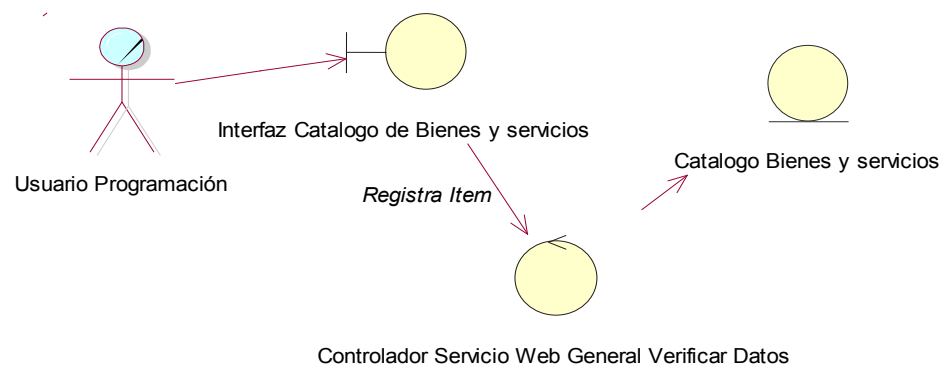 Interfaz Catalogo de Bienes y servicios
Catalogo Bienes y servicios
Usuario Programación
Registra Item
Controlador Servicio Web General Verificar Datos